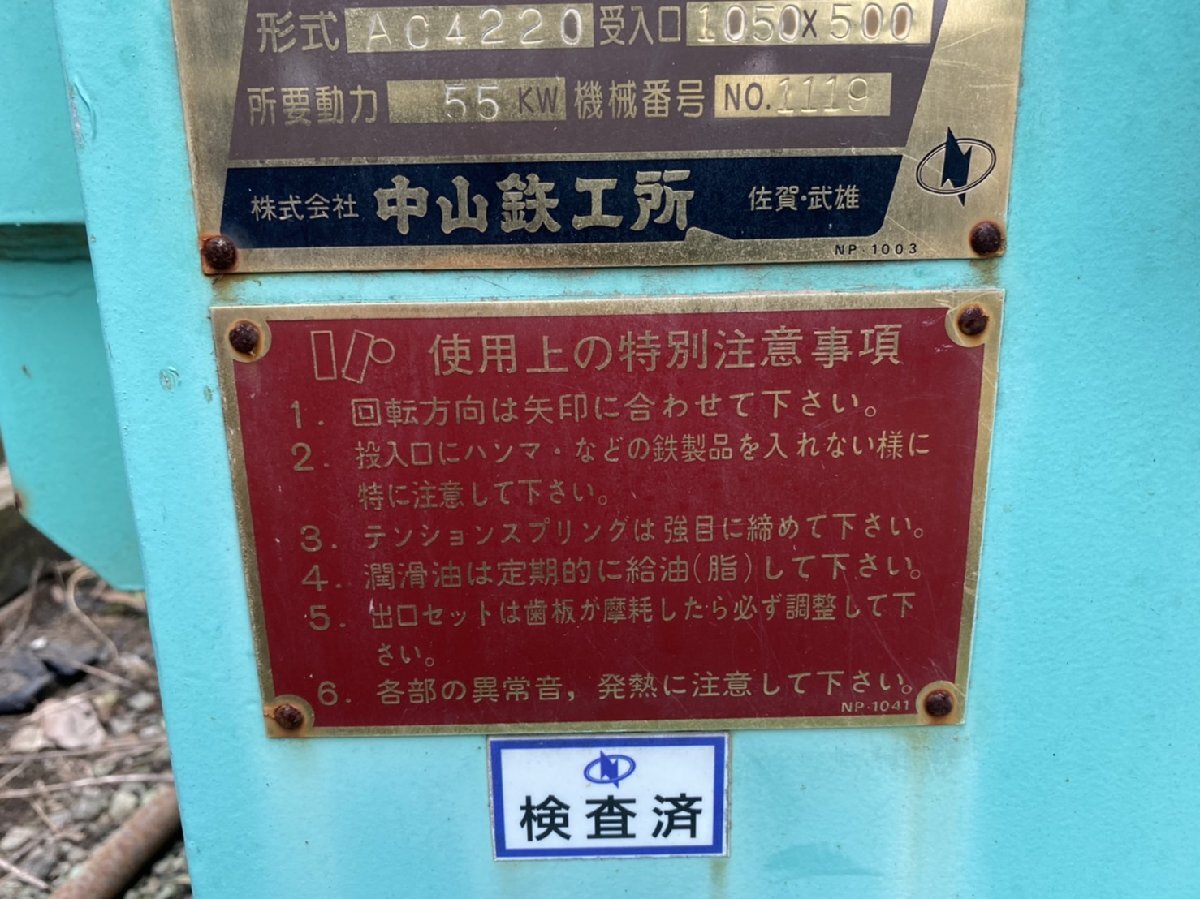 形式 AC4220 受入口 1050×500
所要動力 55 KW 機械番号 NO.1119
株式会社 中山鉄工所 佐賀・武雄
NP-1003
使用上の特別注意事項
1. 回転方向は矢印に合わせて下さい。
2. 投入口にハンマ・などの鉄製品を入れない様に
特に注意して下さい。
3. テンションスプリングは強目に締めて下さい。
4. 潤滑油は定期的に給油(脂)して下さい。
5. 出口セットは歯板が摩耗したら必ず調整して下
さい。
6. 各部の異常音,発熱に注意して下さい。
NP-1041
N
検査済